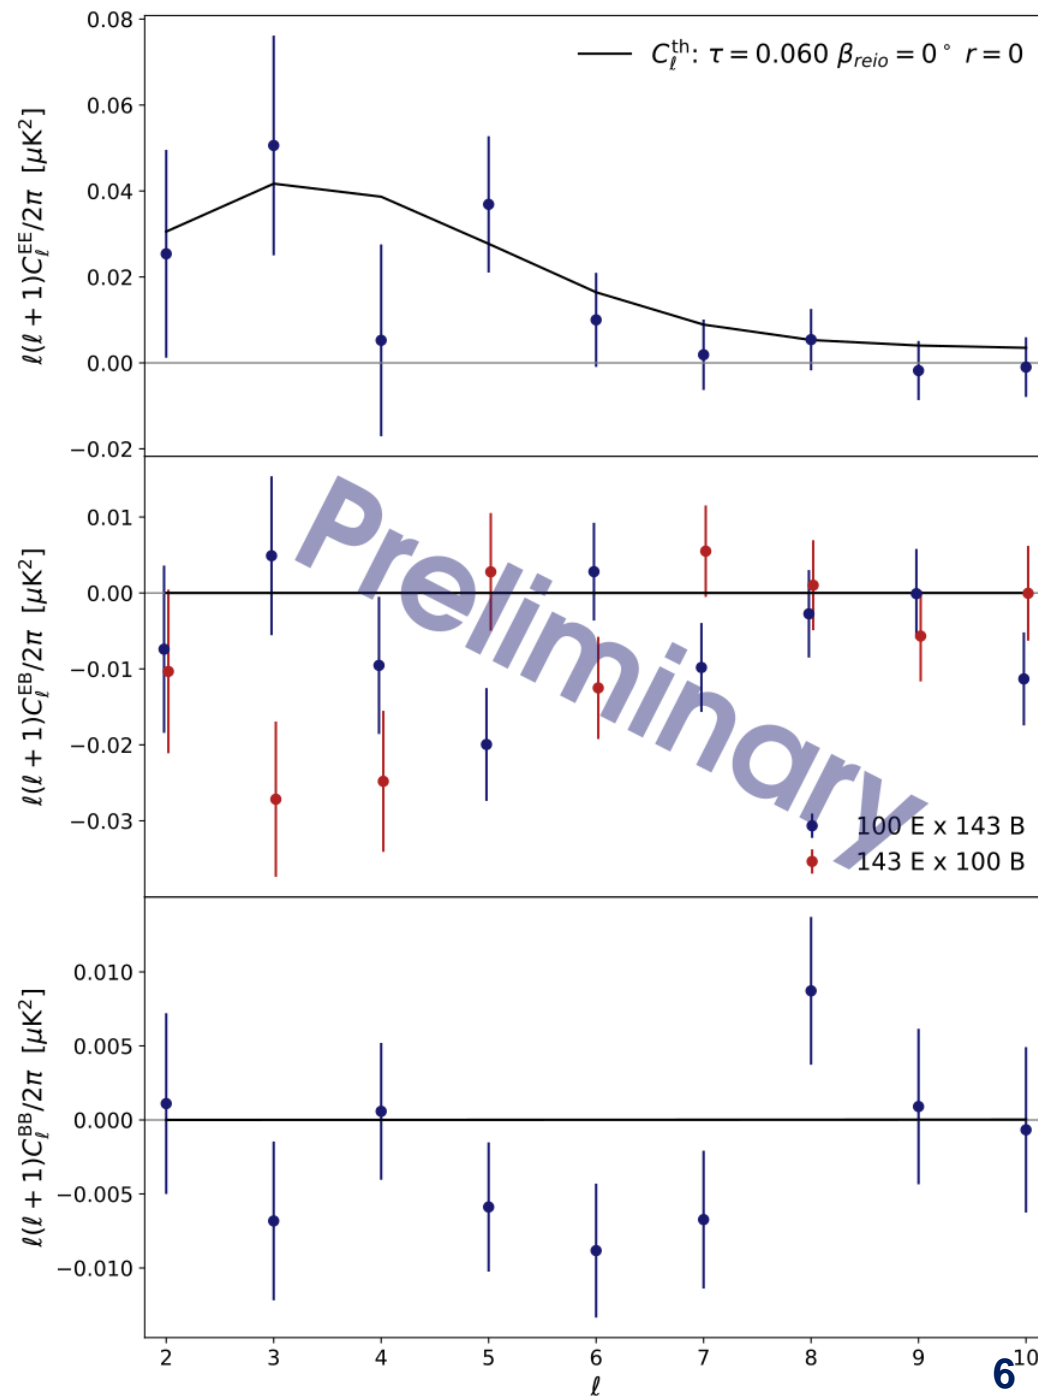 0.08
0.06
0.04
0.02
0.00
−0.02
ℓ(ℓ + 1)C_ℓ^EE/2π [μK²]
C_ℓ^th: τ = 0.060 β_reio = 0° r = 0
0.01
0.00
−0.01
−0.02
−0.03
ℓ(ℓ + 1)C_ℓ^EB/2π [μK²]
Preliminary
100 E x 143 B
143 E x 100 B
0.010
0.005
0.000
−0.005
−0.010
ℓ(ℓ + 1)C_ℓ^BB/2π [μK²]
2 3 4 5 6 7 8 9 10
ℓ
6